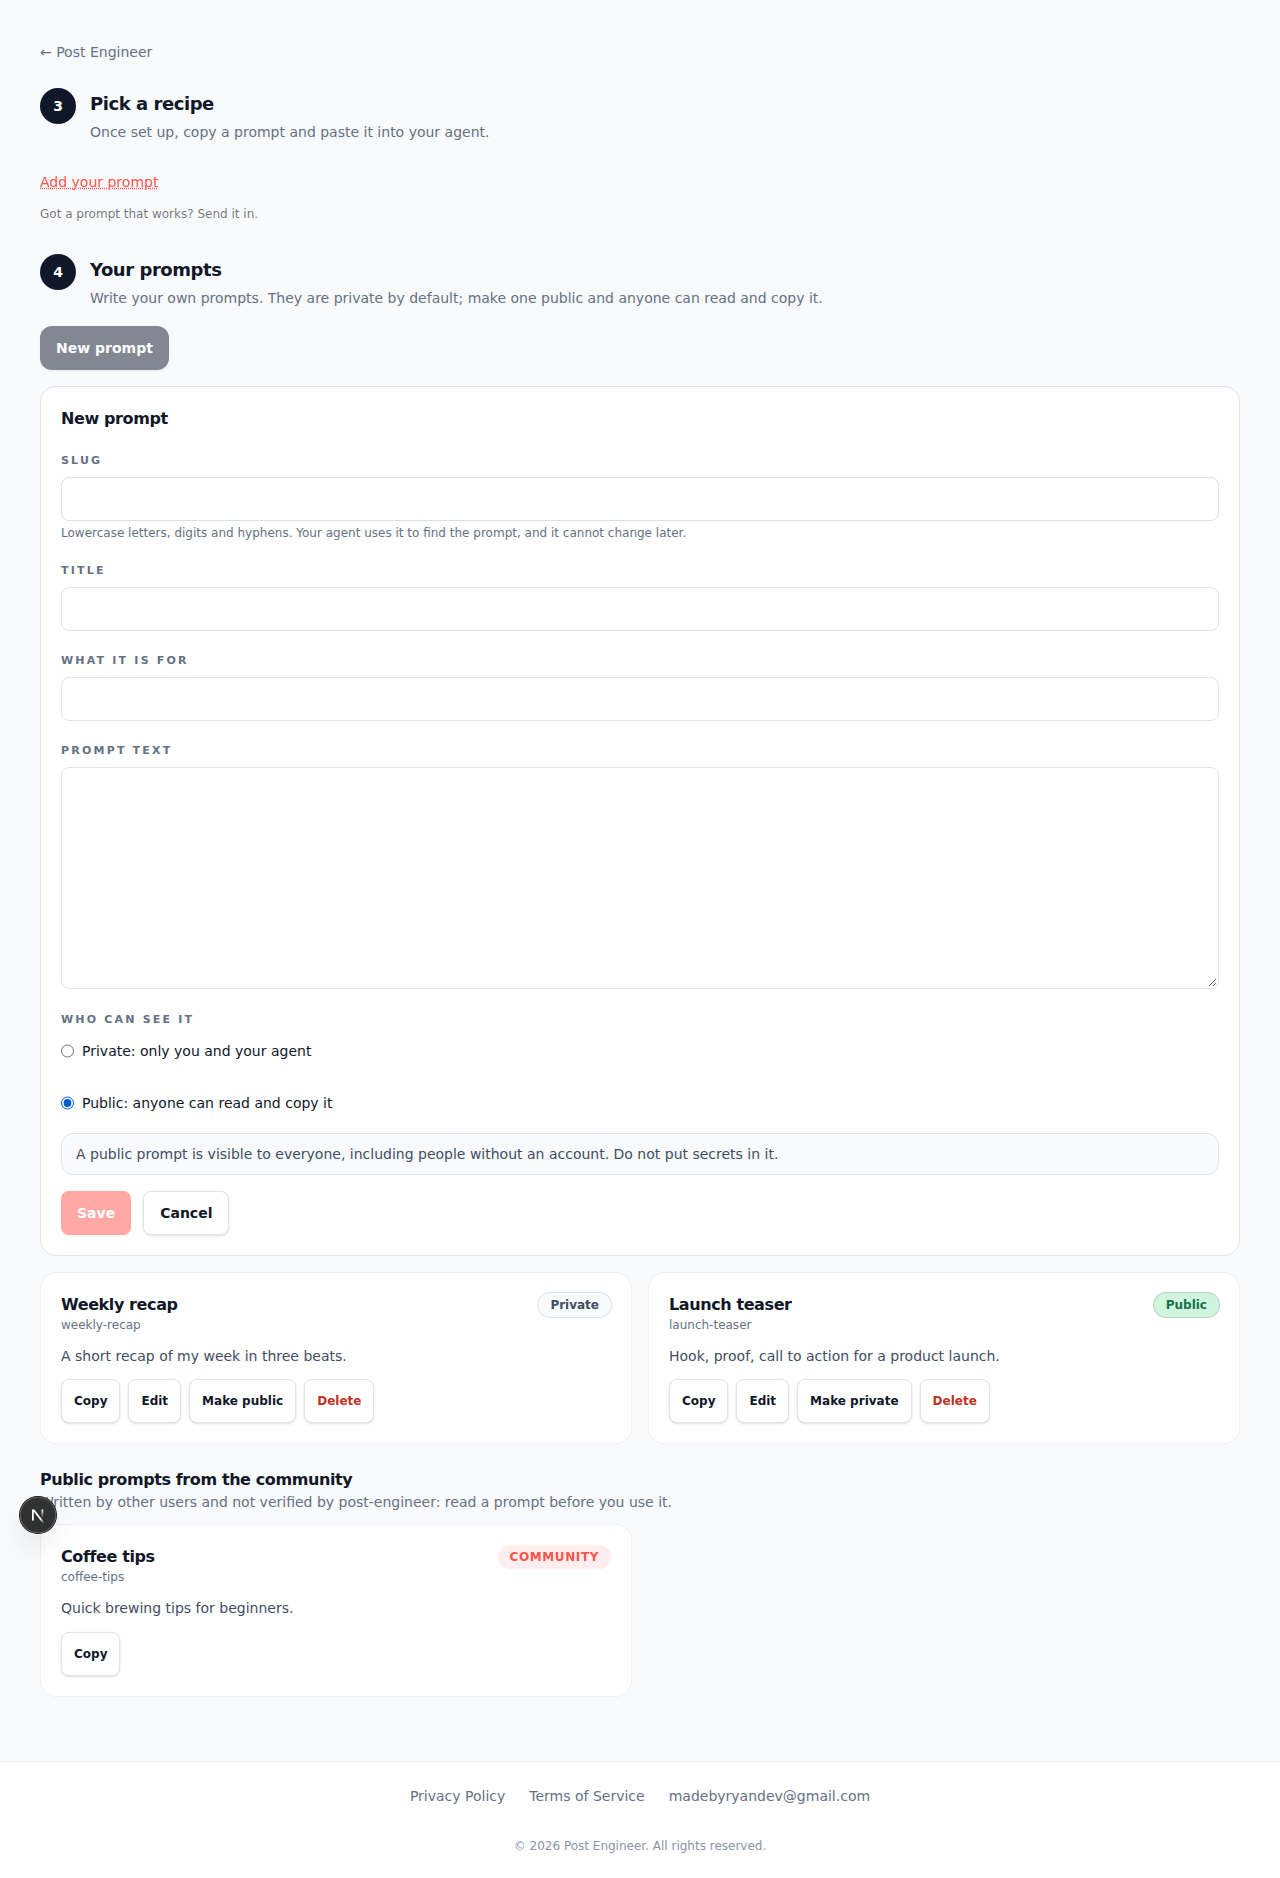 ← Post Engineer
3
Pick a recipe
Once set up, copy a prompt and paste it into your agent.
Add your prompt
Got a prompt that works? Send it in.
4
Your prompts
Write your own prompts. They are private by default; make one public and anyone can read and copy it.
New prompt
New prompt
SLUG
Lowercase letters, digits and hyphens. Your agent uses it to find the prompt, and it cannot change later.
TITLE
WHAT IT IS FOR
PROMPT TEXT
WHO CAN SEE IT
Private: only you and your agent
Public: anyone can read and copy it
A public prompt is visible to everyone, including people without an account. Do not put secrets in it.
Save Cancel
Weekly recap Private
weekly-recap
A short recap of my week in three beats.
Copy Edit Make public Delete
Launch teaser Public
launch-teaser
Hook, proof, call to action for a product launch.
Copy Edit Make private Delete
Public prompts from the community
Written by other users and not verified by post-engineer: read a prompt before you use it.
N
Coffee tips COMMUNITY
coffee-tips
Quick brewing tips for beginners.
Copy
Privacy Policy Terms of Service madebyryandev@gmail.com
© 2026 Post Engineer. All rights reserved.